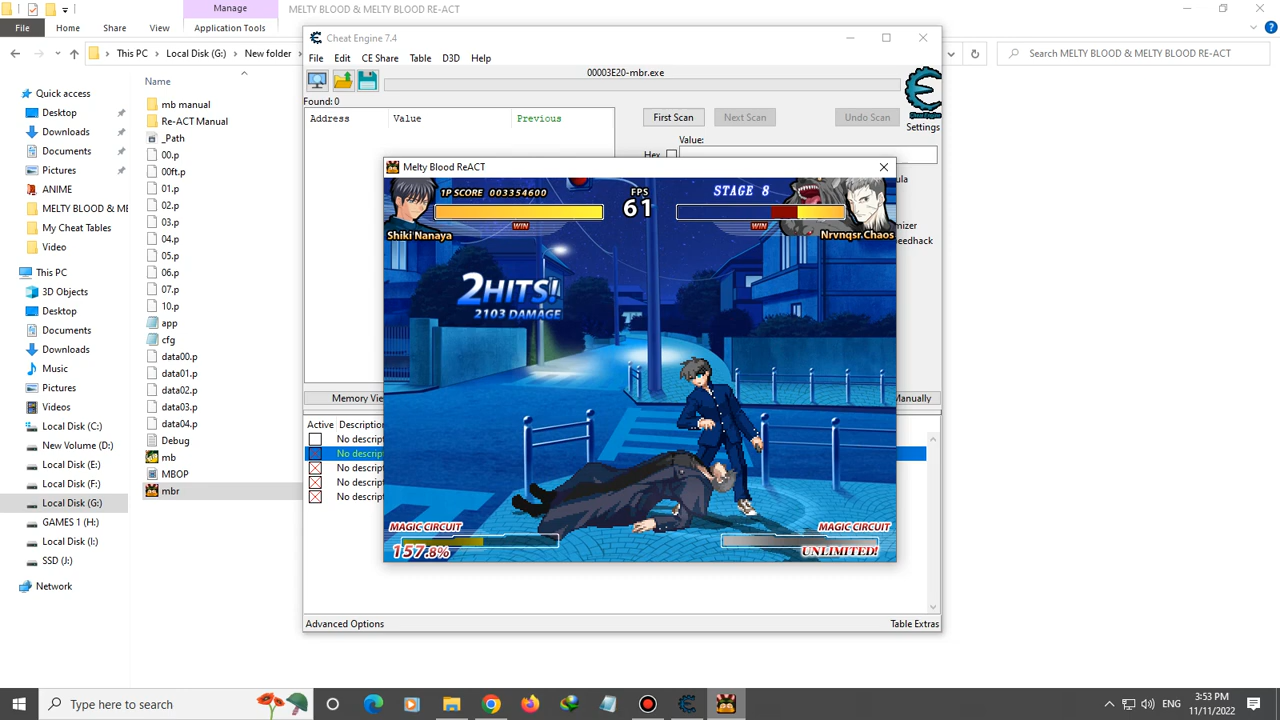 Manage
MELTY BLOOD & MELTY BLOOD RE-ACT
File
Home
Share
View
Application Tools
This PC
Local Disk (G:)
New folder
Search MELTY BLOOD & MELTY BLOOD RE-ACT
Quick access
Desktop
Downloads
Documents
Pictures
ANIME
MELTY BLOOD & ME
My Cheat Tables
Video
This PC
3D Objects
Desktop
Documents
Downloads
Music
Pictures
Videos
Local Disk (C:)
New Volume (D:)
Local Disk (E:)
Local Disk (F:)
Local Disk (G:)
GAMES 1 (H:)
Local Disk (I:)
SSD (J:)
Network
Name
mb manual
Re-ACT Manual
_Path
00.p
00ft.p
01.p
02.p
03.p
04.p
05.p
06.p
07.p
10.p
app
cfg
data00.p
data01.p
data02.p
data03.p
data04.p
Debug
mb
MBOP
mbr
Cheat Engine 7.4
File
Edit
CE Share
Table
D3D
Help
00003E20-mbr.exe
Found: 0
Address
Value
Previous
First Scan
Next Scan
Undo Scan
Settings
Value:
Hex
Memory Vie
Manually
Active
Description
No descript
No descript
No descript
No descript
No descript
Advanced Options
Table Extras
Melty Blood ReACT
1P SCORE 003354600
FPS
61
STAGE 8
WIN
WIN
Shiki Nanaya
Nrvnqsr.Chaos
2HITS!
2103 DAMAGE
MAGIC CIRCUIT
157.8%
MAGIC CIRCUIT
UNLIMITED!
Type here to search
ENG
3:53 PM
11/11/2022